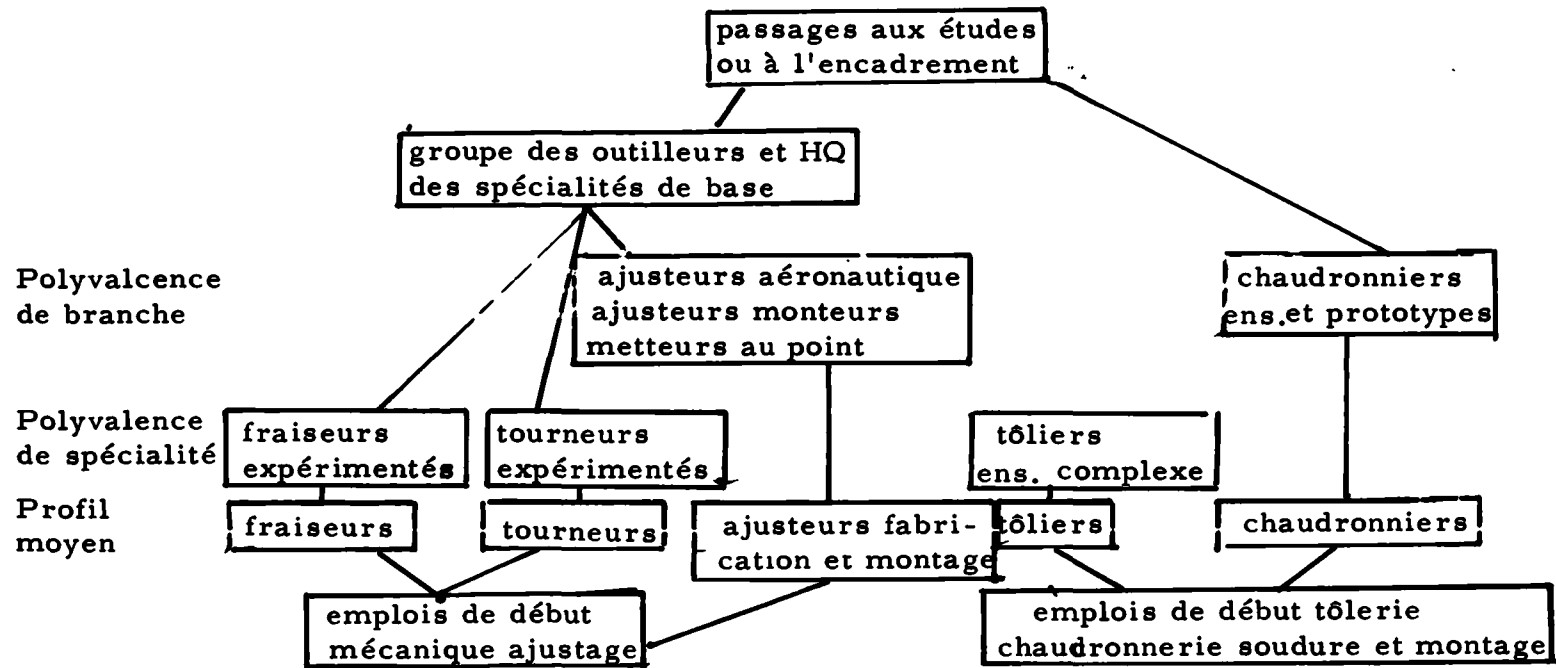 passages aux études
ou à l'encadrement
groupe des outilleurs et HQ
des spécialités de base
Polyvalcence
de branche
ajusteurs aéronautique
ajusteurs monteurs
metteurs au point
chaudronniers
ens. et prototypes
Polyvalence
de spécialité
fraiseurs
expérimentés
tourneurs
expérimentés
tôliers
ens. complexe
Profil
moyen
fraiseurs
tourneurs
ajusteurs fabri-
cation et montage
tôliers
chaudronniers
emplois de début
mécanique ajustage
emplois de début tôlerie
chaudronnerie soudure et montage